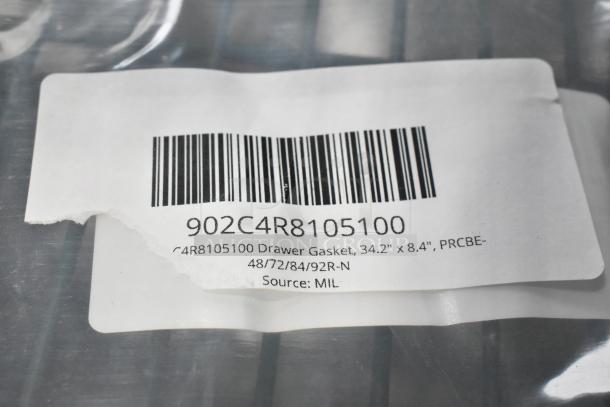 902C4R8105100
C4R8105100 Drawer Gasket, 34.2" x 8.4", PRCBE-
48/72/84/92R-N
Source: MIL